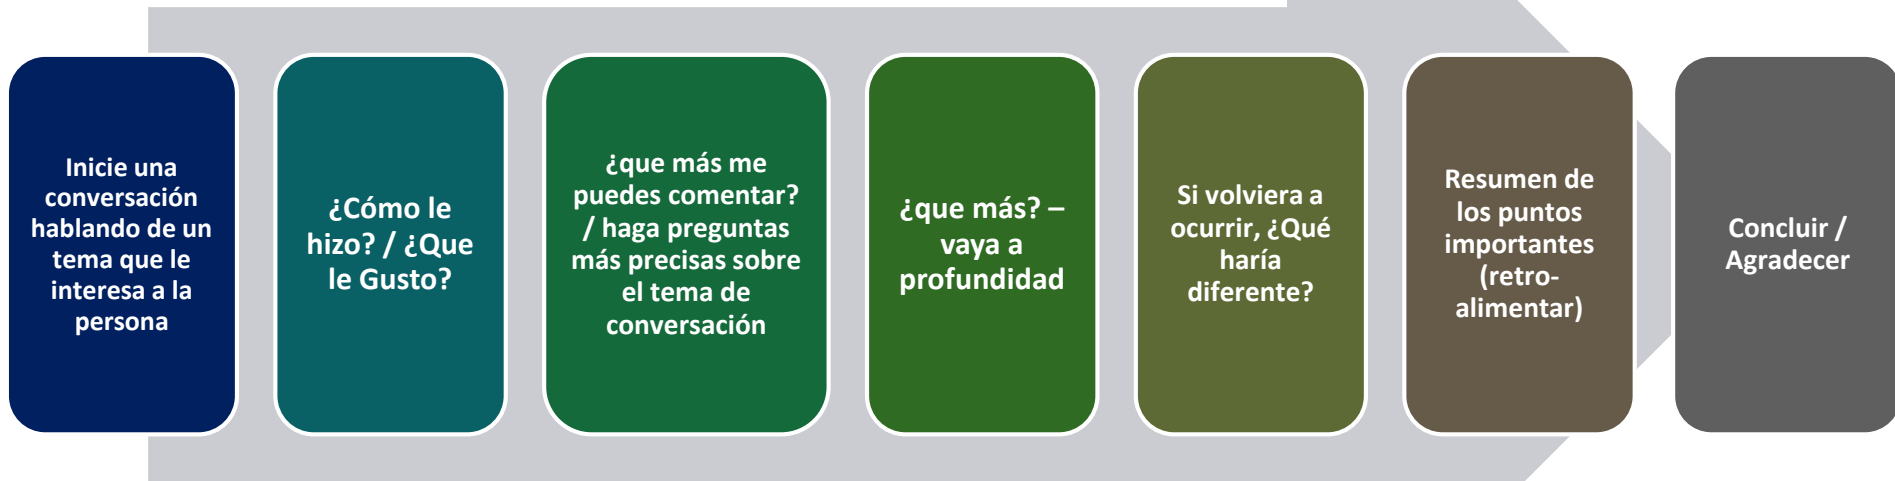 Inicie una
conversación
hablando de un
tema que le
interesa a la
persona
¿Cómo le
hizo? / ¿Que
le Gusto?
¿que más me
puedes comentar?
/ haga preguntas
más precisas sobre
el tema de
conversación
¿que más? –
vaya a
profundidad
Si volviera a
ocurrir, ¿Qué
haría
diferente?
Resumen de
los puntos
importantes
(retro-
alimentar)
Concluir /
Agradecer